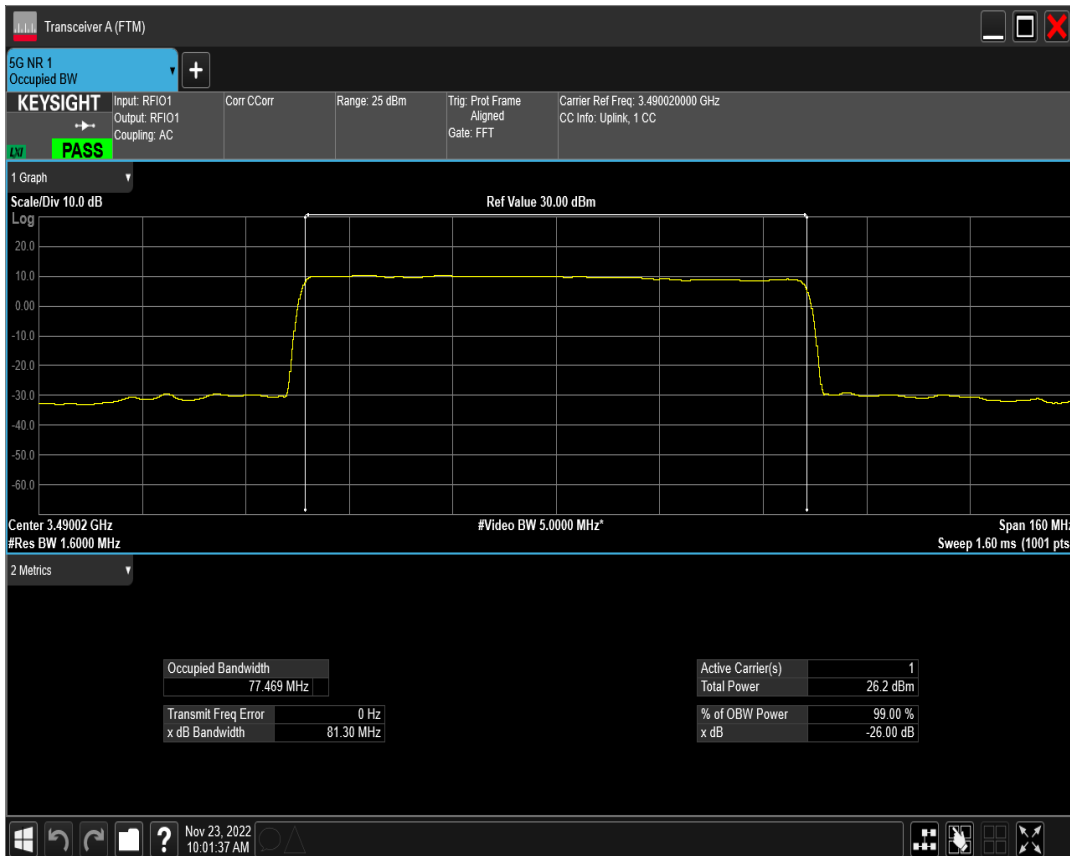 Transceiver A (FTM)
5G NR 1
Occupied BW
+
KEYSIGHT
LXI
PASS
Input: RFIO1
Output: RFIO1
Coupling: AC
Corr CCorr
Range: 25 dBm
Trig: Prot Frame
Aligned
Gate: FFT
Carrier Ref Freq: 3.490020000 GHz
CC Info: Uplink, 1 CC
1 Graph
Scale/Div 10.0 dB
Ref Value 30.00 dBm
Log
20.0
10.0
0.00
-10.0
-20.0
-30.0
-40.0
-50.0
-60.0
Center 3.49002 GHz
#Video BW 5.0000 MHz*
Span 160 MHz
#Res BW 1.6000 MHz
Sweep 1.60 ms (1001 pts
2 Metrics
Occupied Bandwidth
77.469 MHz
Transmit Freq Error 0 Hz
x dB Bandwidth 81.30 MHz
Active Carrier(s) 1
Total Power 26.2 dBm
% of OBW Power 99.00 %
x dB -26.00 dB
?
Nov 23, 2022
10:01:37 AM